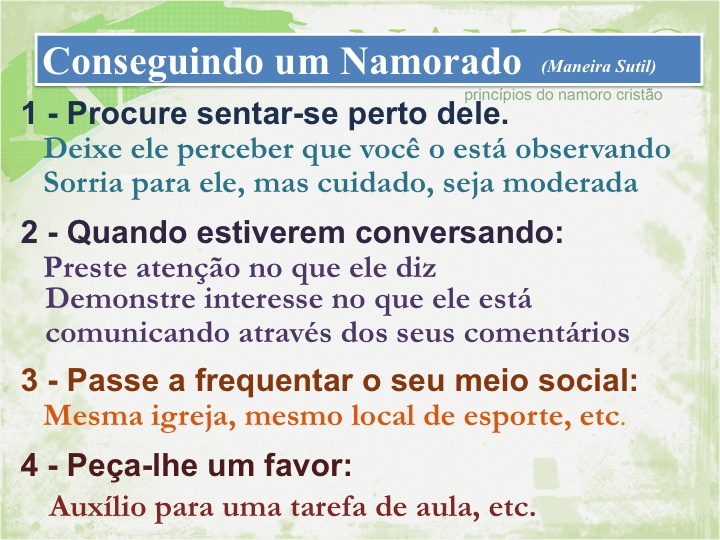 NAMORO
Conseguindo um Namorado (Maneira Sutil)
princípios do namoro cristão
1 - Procure sentar-se perto dele.
Deixe ele perceber que você o está observando
Sorria para ele, mas cuidado, seja moderada
2 - Quando estiverem conversando:
Preste atenção no que ele diz
Demonstre interesse no que ele está
comunicando através dos seus comentários
3 - Passe a frequentar o seu meio social:
Mesma igreja, mesmo local de esporte, etc.
4 - Peça-lhe um favor:
Auxílio para uma tarefa de aula, etc.